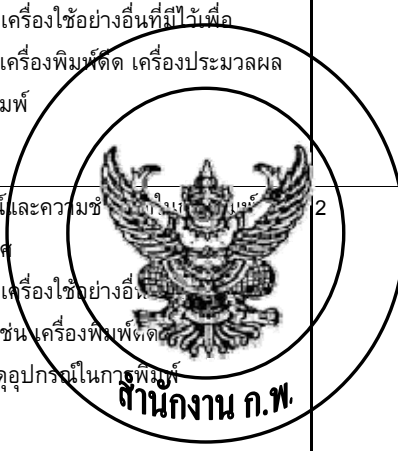 เครื่องใช้อย่างอื่นที่มีไว้เพื่อ
เครื่องพิมพ์ดีด เครื่องประมวลผล
มพ์
น์และความชำ
2
ศ
เครื่องใช้อย่างอื่น
ช่น เครื่องพิมพ์ดีด
ดุอุปกรณ์ในการพิมพ์
สำนักงาน ก.พ.